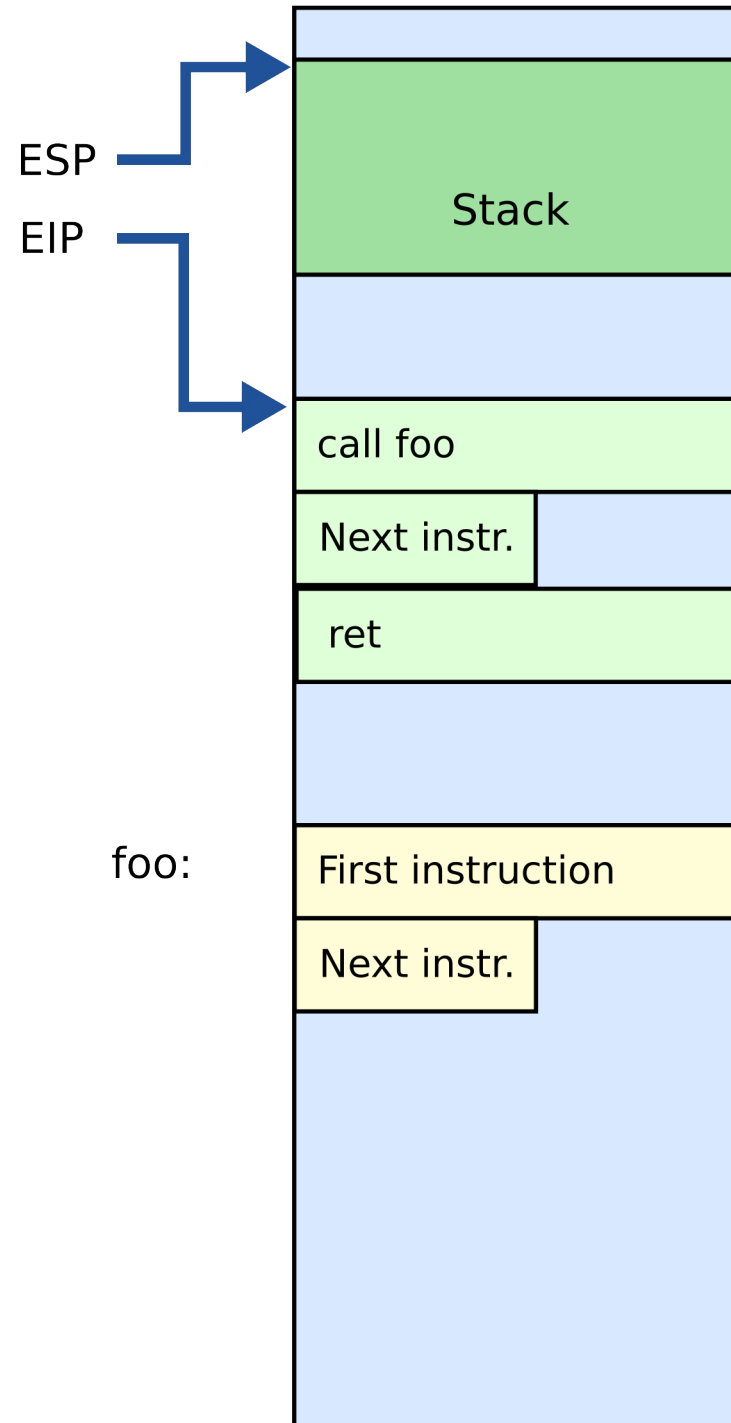 ESP
Stack
EIP
call foo
Next instr.
ret
foo:
First instruction
Next instr.